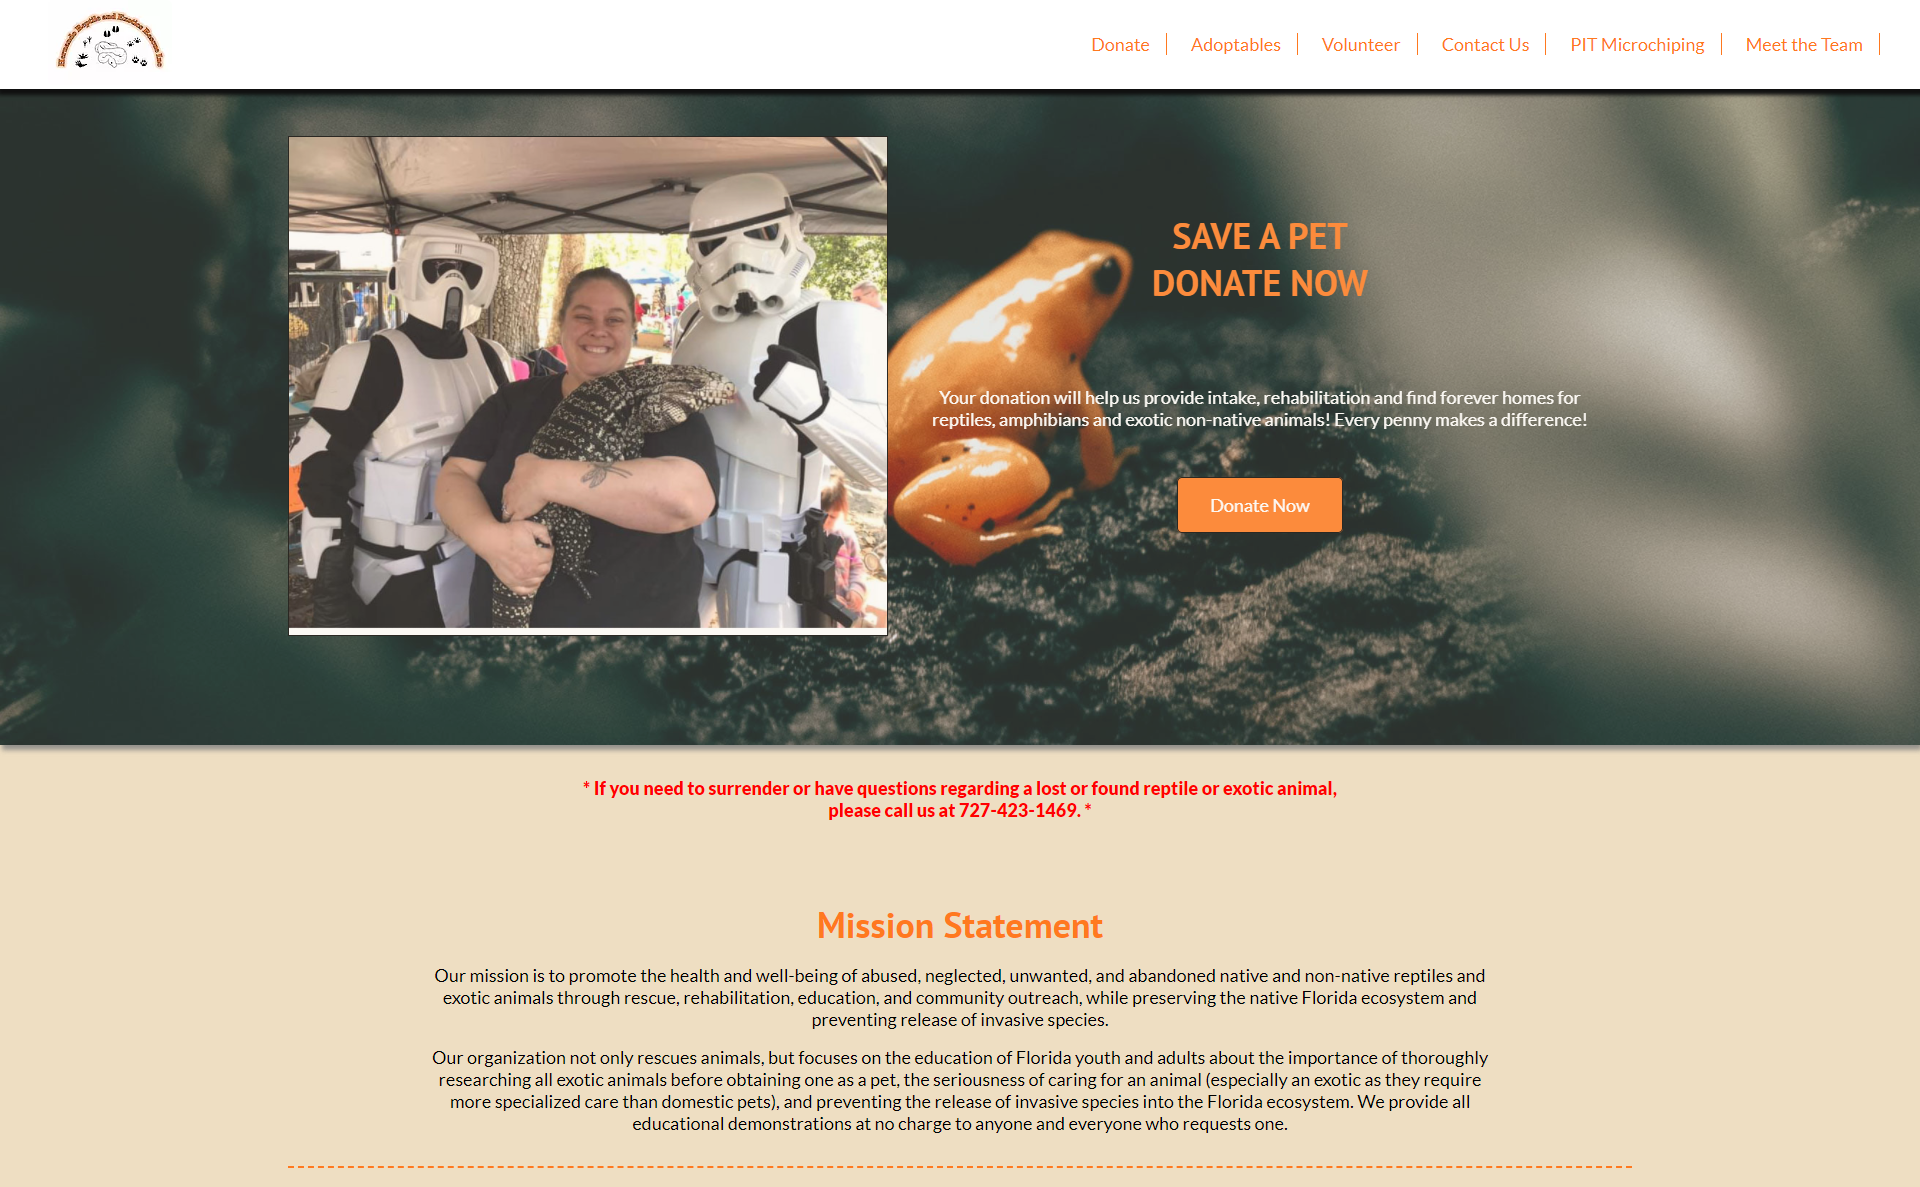 Hernando Reptile and Exotics Rescue Inc
Donate
Adoptables
Volunteer
Contact Us
PIT Microchiping
Meet the Team
SAVE A PET
DONATE NOW
Your donation will help us provide intake, rehabilitation and find forever homes for
reptiles, amphibians and exotic non-native animals! Every penny makes a difference!
Donate Now
* If you need to surrender or have questions regarding a lost or found reptile or exotic animal,
please call us at 727-423-1469. *
Mission Statement
Our mission is to promote the health and well-being of abused, neglected, unwanted, and abandoned native and non-native reptiles and
exotic animals through rescue, rehabilitation, education, and community outreach, while preserving the native Florida ecosystem and
preventing release of invasive species.
Our organization not only rescues animals, but focuses on the education of Florida youth and adults about the importance of thoroughly
researching all exotic animals before obtaining one as a pet, the seriousness of caring for an animal (especially an exotic as they require
more specialized care than domestic pets), and preventing the release of invasive species into the Florida ecosystem. We provide all
educational demonstrations at no charge to anyone and everyone who requests one.